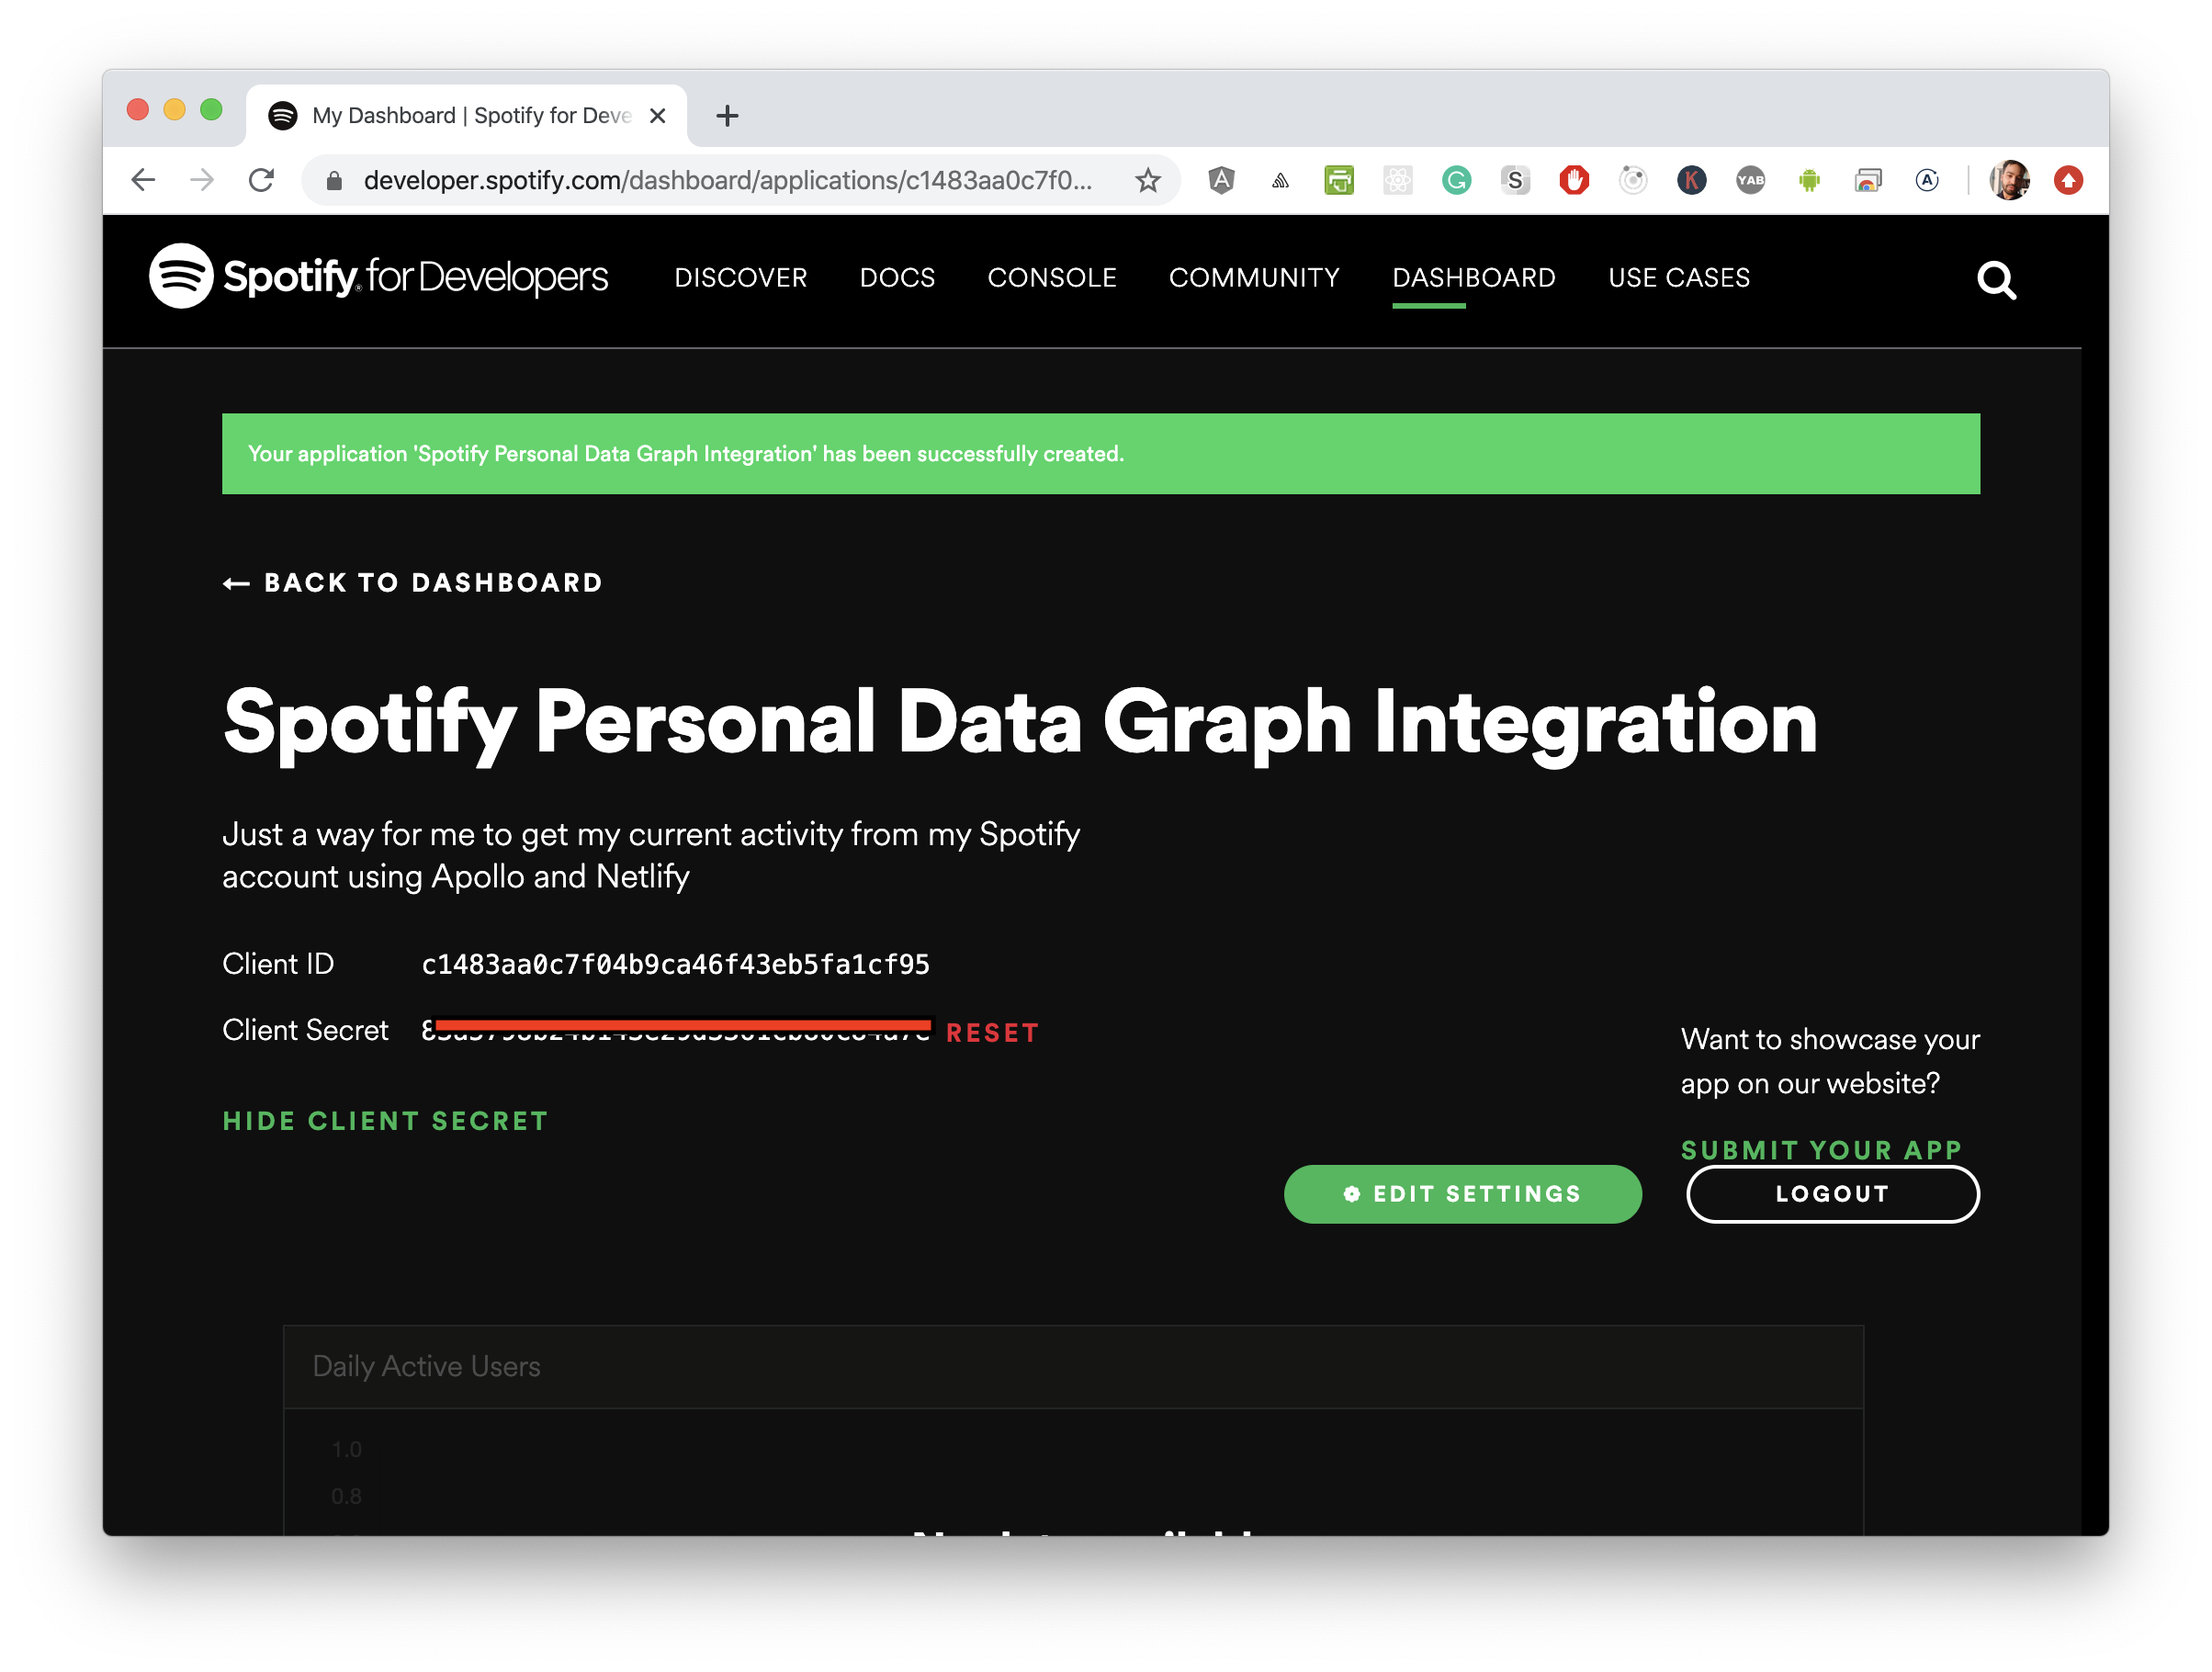 My Dashboard | Spotify for Deve
developer.spotify.com/dashboard/applications/c1483aa0c7f0...
Spotify for Developers DISCOVER DOCS CONSOLE COMMUNITY DASHBOARD USE CASES
Your application 'Spotify Personal Data Graph Integration' has been successfully created.
← BACK TO DASHBOARD
Spotify Personal Data Graph Integration
Just a way for me to get my current activity from my Spotify
account using Apollo and Netlify
Client ID c1483aa0c7f04b9ca46f43eb5fa1cf95
Client Secret RESET
HIDE CLIENT SECRET
Want to showcase your
app on our website?
SUBMIT YOUR APP
EDIT SETTINGS LOGOUT
Daily Active Users
1.0
0.8